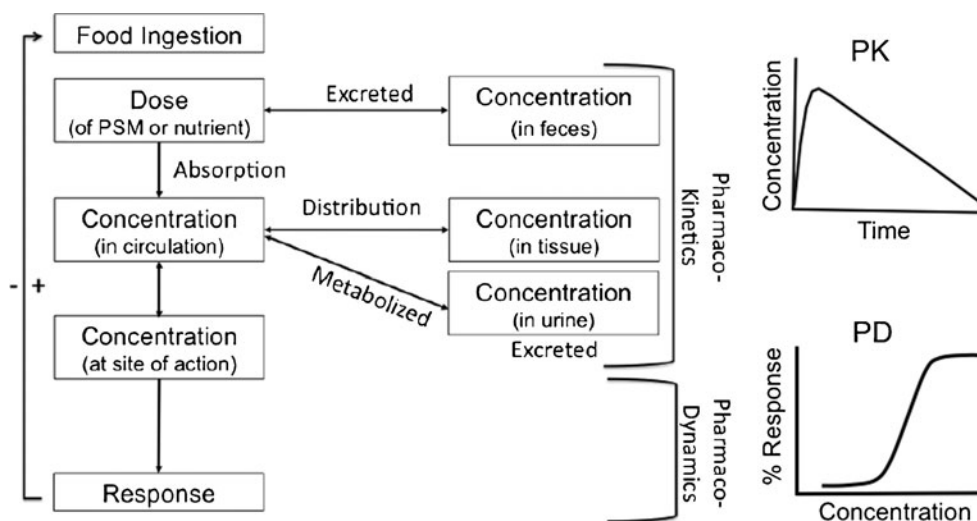 Food Ingestion
Dose
(of PSM or nutrient)
Excreted
Concentration
(in feces)
Absorption
Concentration
(in circulation)
Distribution
Concentration
(in tissue)
Metabolized
Concentration
(in urine)
Excreted
- +
Concentration
(at site of action)
Response
Pharmaco-
Kinetics
Pharmaco-
Dynamics
PK
Concentration
Time
PD
% Response
Concentration